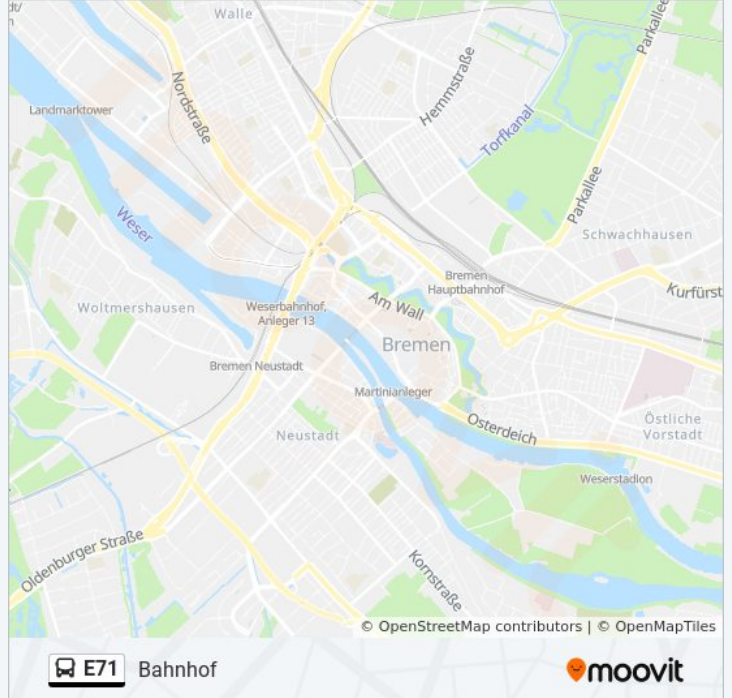 Walle
Parkallee
Nordstraße
Hemmstraße
Landmarktower
Torfkanal
Parkallee
Weser
Schwachhausen
Bremen
Hauptbahnhof
Kurfürst
Woltmershausen
Weserbahnhof,
Anleger 13
Am Wall
Bremen
Bremen Neustadt
Martinianleger
Osterdeich
Östliche
Vorstadt
Neustadt
Weserstadion
Oldenburger Straße
Kornstraße
© OpenStreetMap contributors | © OpenMapTiles
E71 Bahnhof
moovit